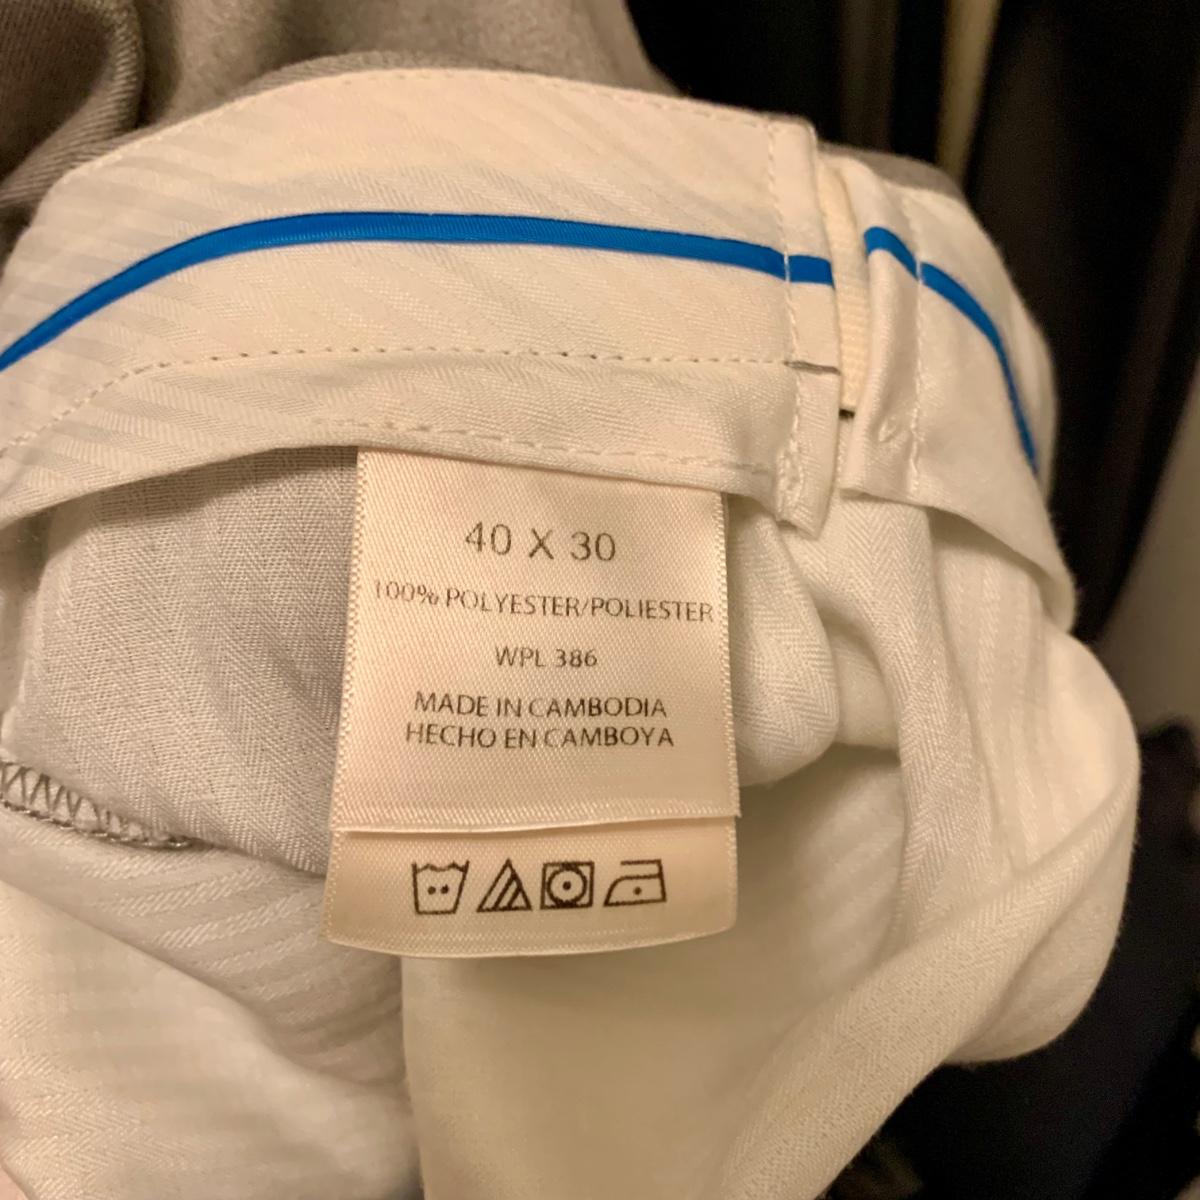 40 X 30
100% POLYESTER/POLIESTER
WPL 386
MADE IN CAMBODIA
HECHO EN CAMBOYA